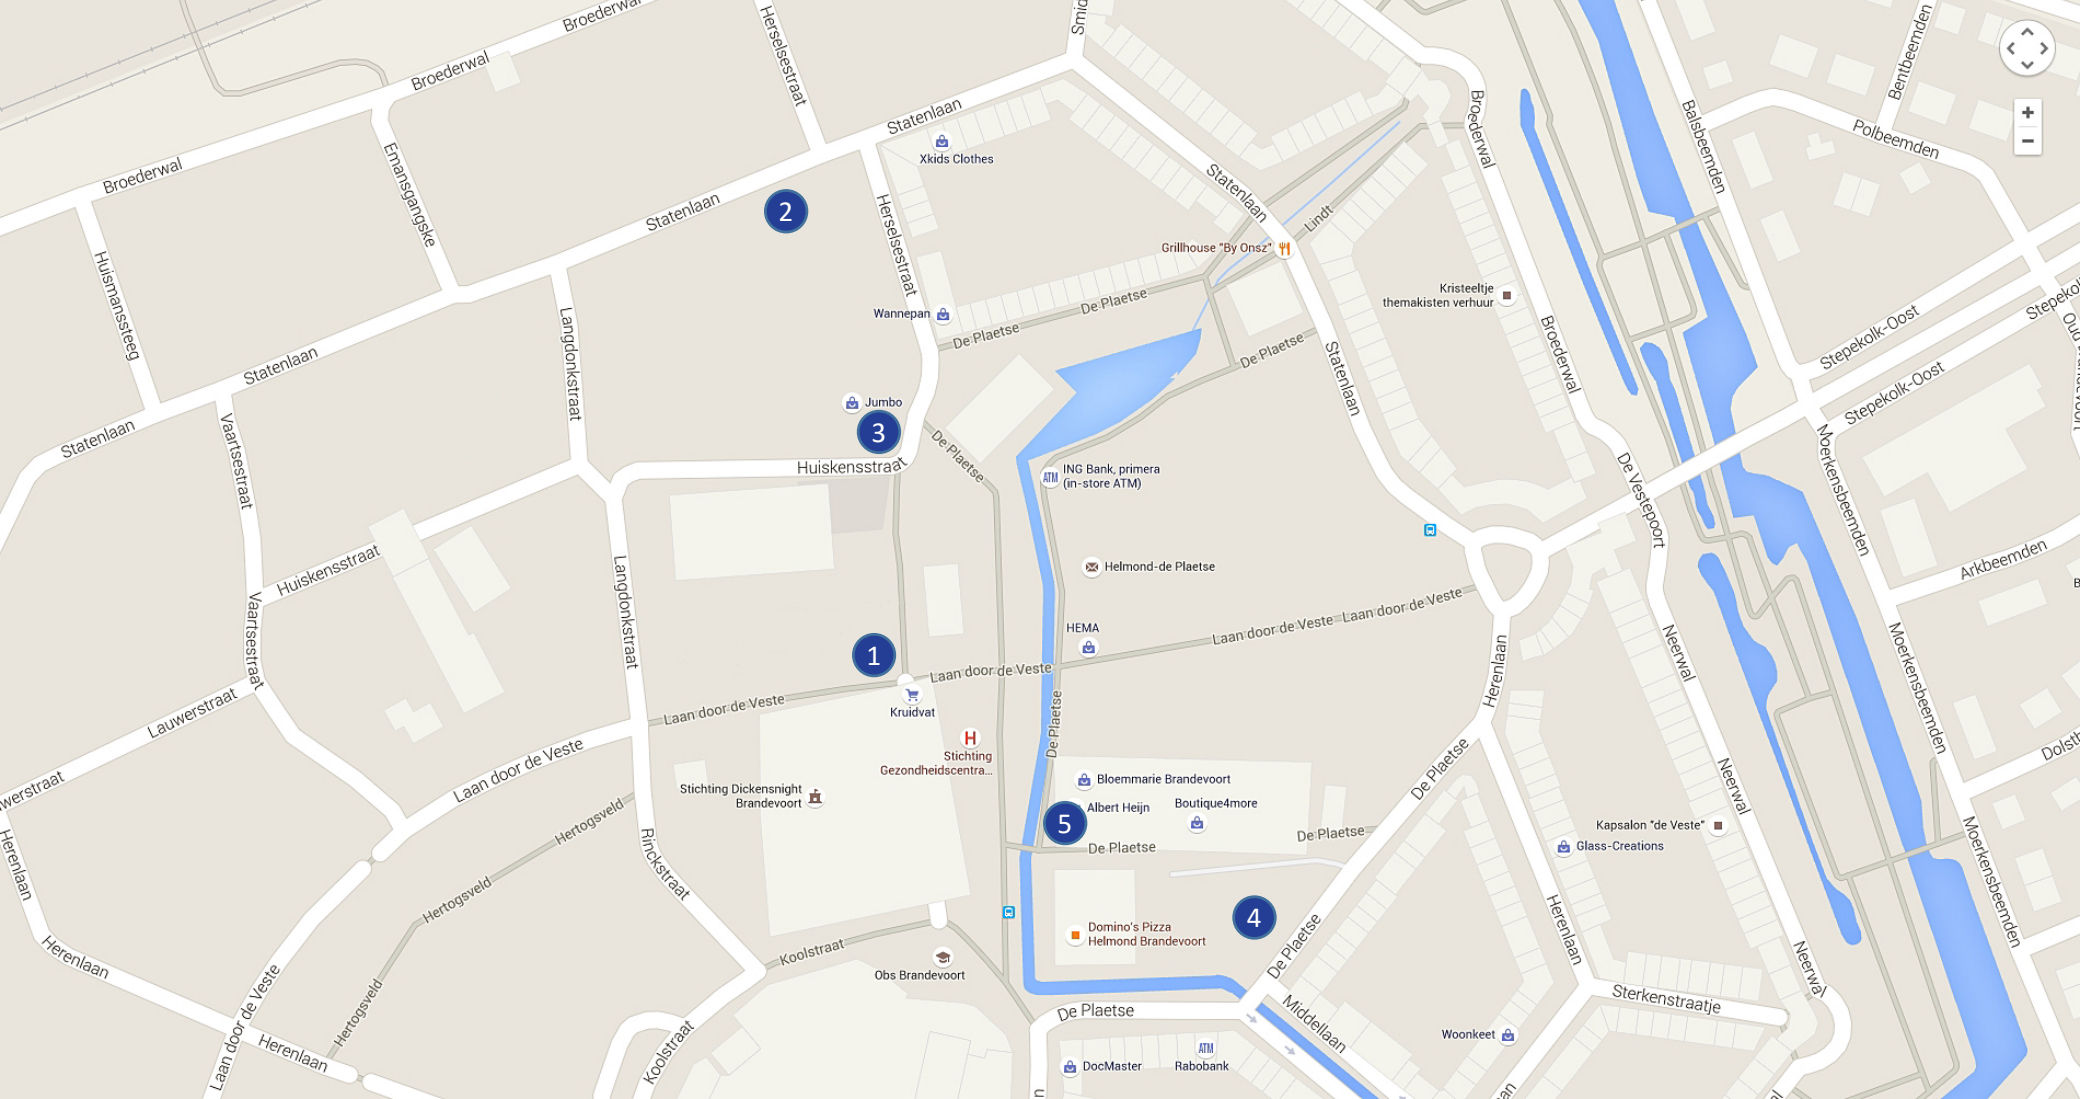 Broederwal
Smid
Herselsestraat
Broederwal
Bentbeemden
Statenlaan
Broederwal
Balsbeemden
Polbeemden
+
−
Xkids Clothes
Broederwal
Emansgangske
Statenlaan
2
Statenlaan
Herselsestraat
Lindt
Grillhouse "By Onsz"
Huismanssteeg
Kristeeltje
themakisten verhuur
Wannepan
De Plaetse
De Plaetse
Stepekolk-Oost
Stepekol
Langdonkstraat
De Plaetse
Statenlaan
Broederwal
Statenlaan
Stepekolk-Oost
Jumbo
3
Statenlaan
Vaartsestraat
De Plaetse
Huiskensstraat
ATM
ING Bank, primera
(in-store ATM)
De Vestepoort
Moerkensbeemden
Huiskensstraat
Helmond-de Plaetse
Arkbeemden
B
Langdonkstraat
Vaartsestraat
Laan door de Veste
Laan door de Veste
HEMA
1
Laan door de Veste
Herenlaan
Neerwal
Moerkensbeemden
Lauwerstraat
Laan door de Veste
Kruidvat
De Plaetse
H
Stichting
Gezondheidscentra...
Laan door de Veste
De Plaetse
Neerwal
Dolsth
werstraat
Stichting Dickensnight
Brandevoort
Bloemmarie Brandevoort
Albert Heijn
Boutique4more
5
De Plaetse
De Plaetse
Kapsalon "de Veste"
Glass-Creations
Hertogsveld
Rinckstraat
Herenlaan
Hertogsveld
Moerkensbeemden
4
Domino's Pizza
Helmond Brandevoort
De Plaetse
Herenlaan
Koolstraat
Obs Brandevoort
Herenlaan
Neerwal
Laan door de Veste
Hertogsveld
De Plaetse
Middellaan
Sterkenstraatje
Woonkeet
Herenlaan
Koolstraat
DocMaster
ATM
Rabobank